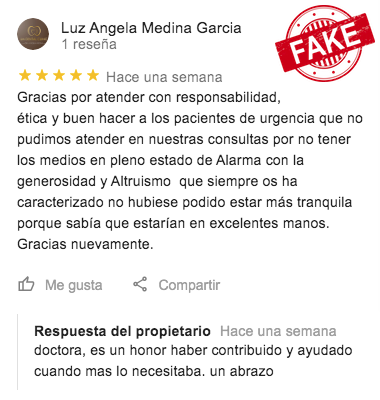 Luz Angela Medina Garcia
1 reseña
FAKE
Hace una semana
Gracias por atender con responsabilidad,
ética y buen hacer a los pacientes de urgencia que no
pudimos atender en nuestras consultas por no tener
los medios en pleno estado de Alarma con la
generosidad y Altruismo  que siempre os ha
caracterizado no hubiese podido estar más tranquila
porque sabía que estarían en excelentes manos.
Gracias nuevamente.
Me gusta
Compartir
Respuesta del propietario Hace una semana
doctora, es un honor haber contribuido y ayudado
cuando mas lo necesitaba. un abrazo